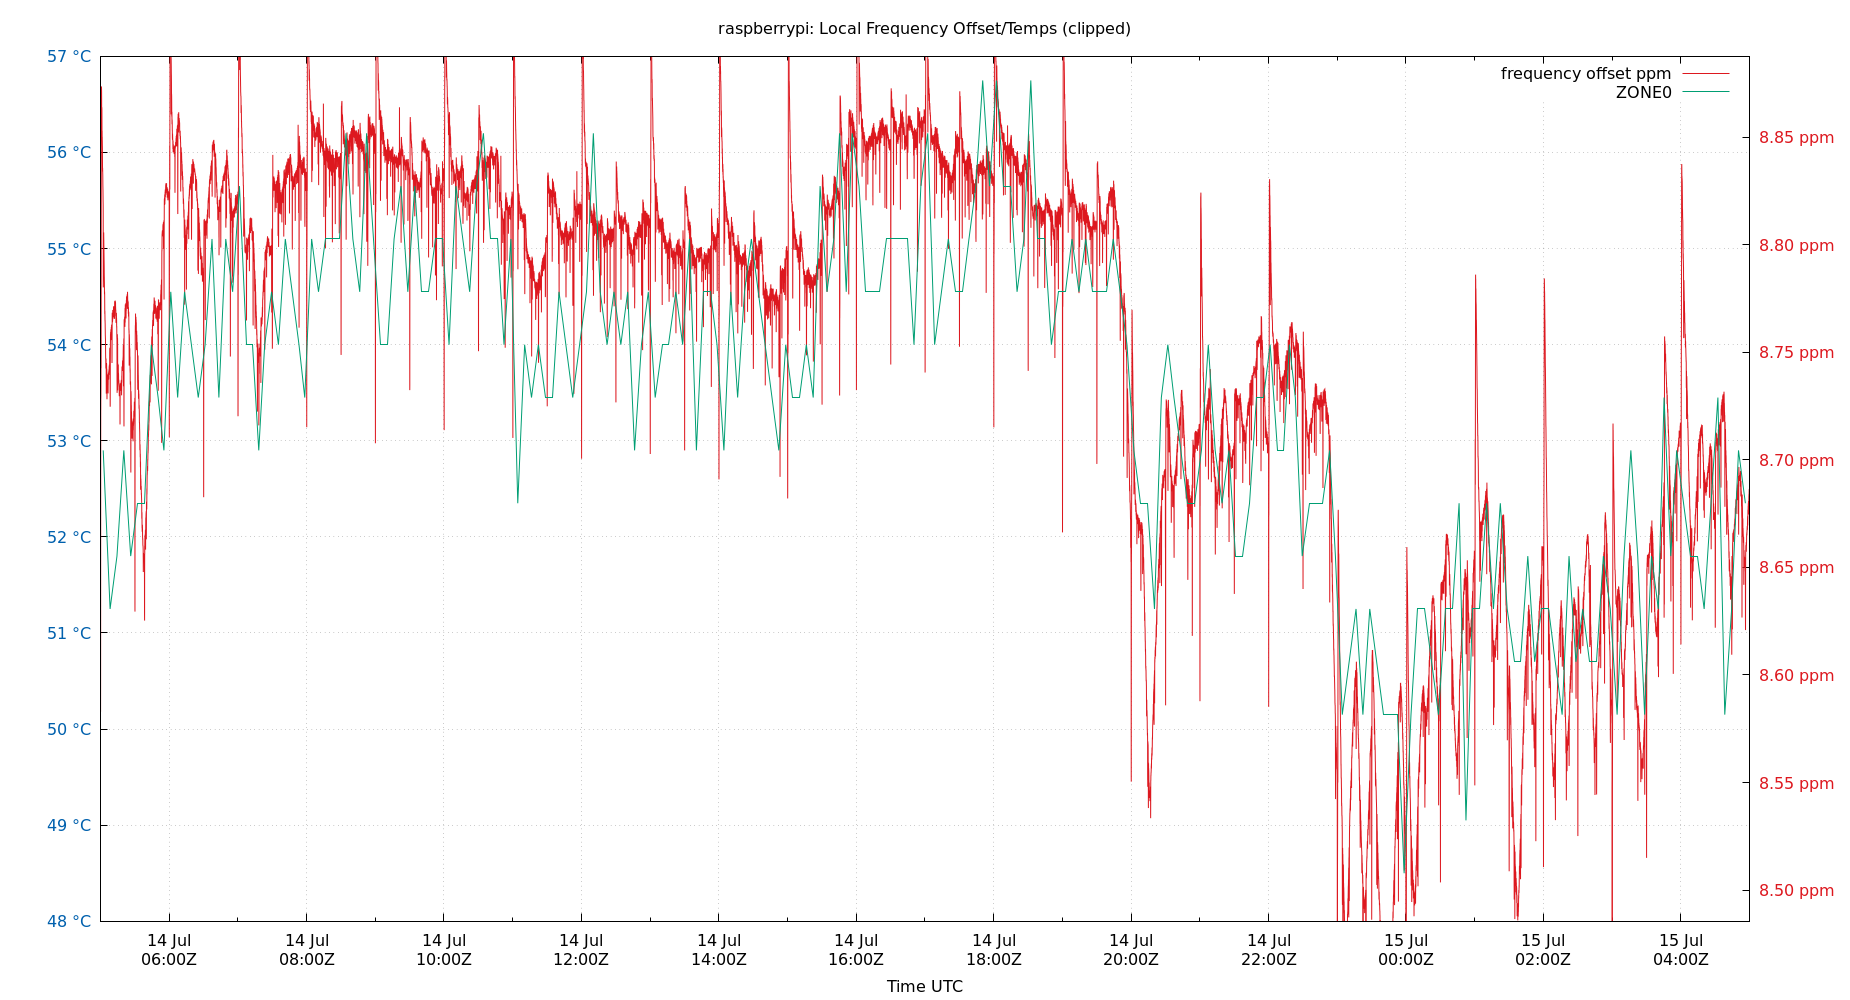 raspberrypi: Local Frequency Offset/Temps (clipped)
57 °C
56 °C
55 °C
54 °C
53 °C
52 °C
51 °C
50 °C
49 °C
48 °C
frequency offset ppm
ZONE0
8.85 ppm
8.80 ppm
8.75 ppm
8.70 ppm
8.65 ppm
8.60 ppm
8.55 ppm
8.50 ppm
14 Jul
06:00Z
14 Jul
08:00Z
14 Jul
10:00Z
14 Jul
12:00Z
14 Jul
14:00Z
14 Jul
16:00Z
14 Jul
18:00Z
14 Jul
20:00Z
14 Jul
22:00Z
15 Jul
00:00Z
15 Jul
02:00Z
15 Jul
04:00Z
Time UTC